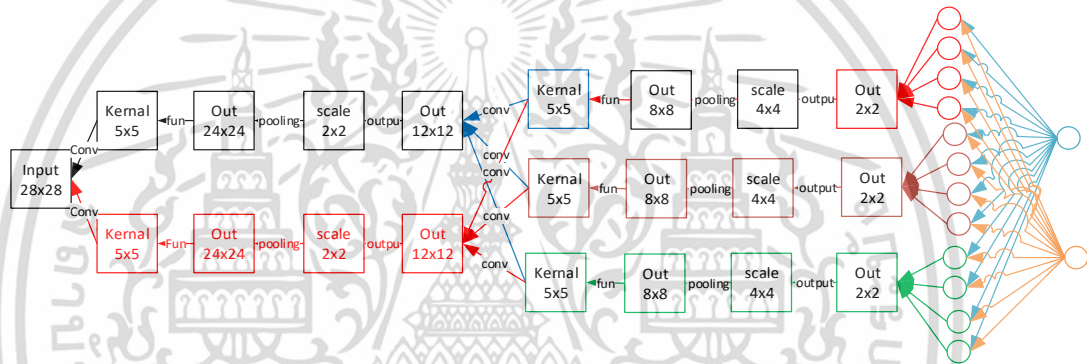 Input
28x28
Conv
Kernal
5x5
fun
Out
24x24
pooling
scale
2x2
outpu
Out
12x12
Conv
Kernal
5x5
Fun
Out
24x24
pooling
scale
2x2
outpu
Out
12x12
conv
conv
conv
conv
conv
Kernal
5x5
fun
Out
8x8
pooling
scale
4x4
outpu
Out
2x2
Kernal
5x5
fun
Out
8x8
pooling
scale
4x4
output
Out
2x2
Kernal
5x5
fun
Out
8x8
pooling
scale
4x4
output
Out
2x2